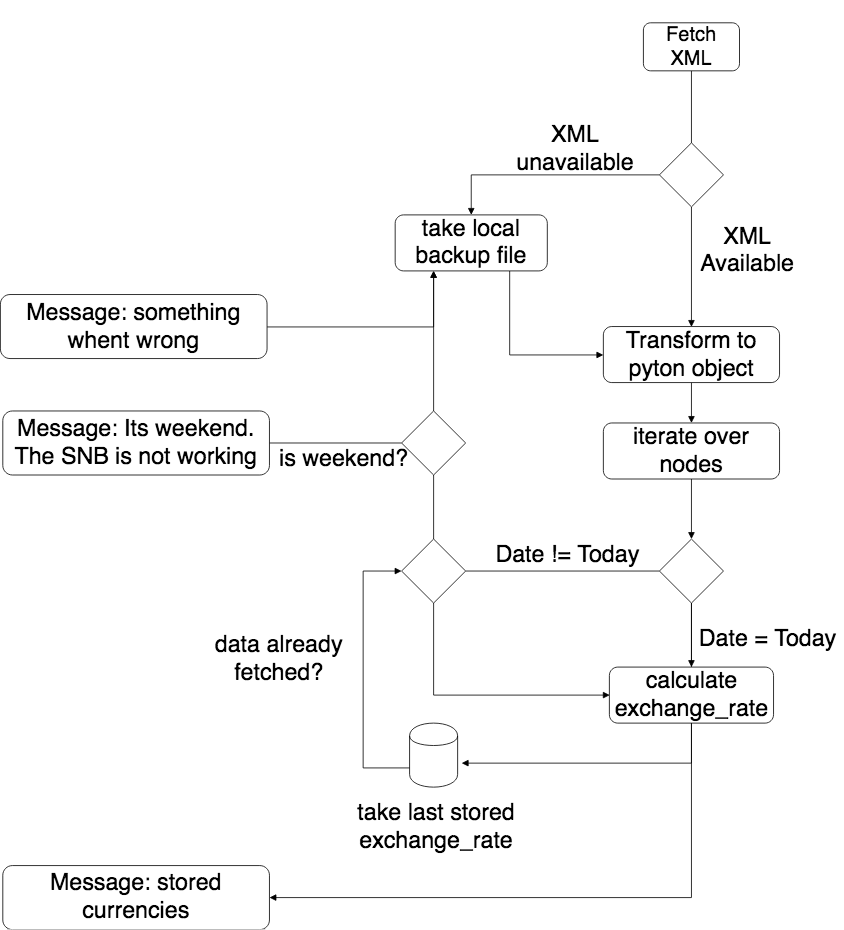 Fetch
XML
XML
unavailable
take local
backup file
XML
Available
Message: something
whent wrong
Transform to
pyton object
Message: Its weekend.
The SNB is not working
is weekend?
iterate over
nodes
Date != Today
data already
fetched?
Date = Today
calculate
exchange_rate
take last stored
exchange_rate
Message: stored
currencies